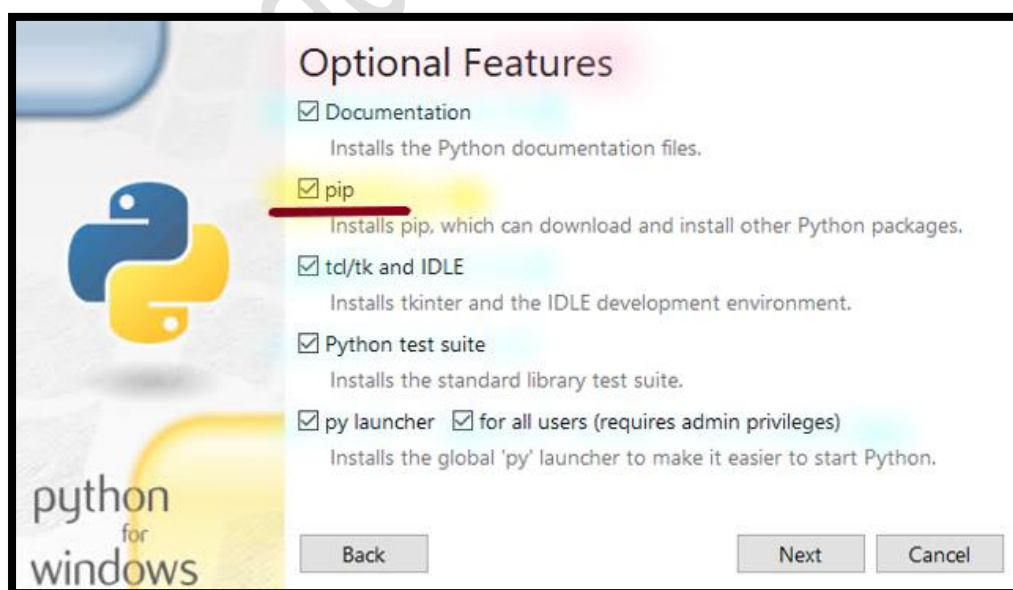 Optional Features
Documentation
Installs the Python documentation files.
pip
Installs pip, which can download and install other Python packages.
tcl/tk and IDLE
Installs tkinter and the IDLE development environment.
Python test suite
Installs the standard library test suite.
py launcher for all users (requires admin privileges)
Installs the global 'py' launcher to make it easier to start Python.
python
for
windows
Back Next Cancel